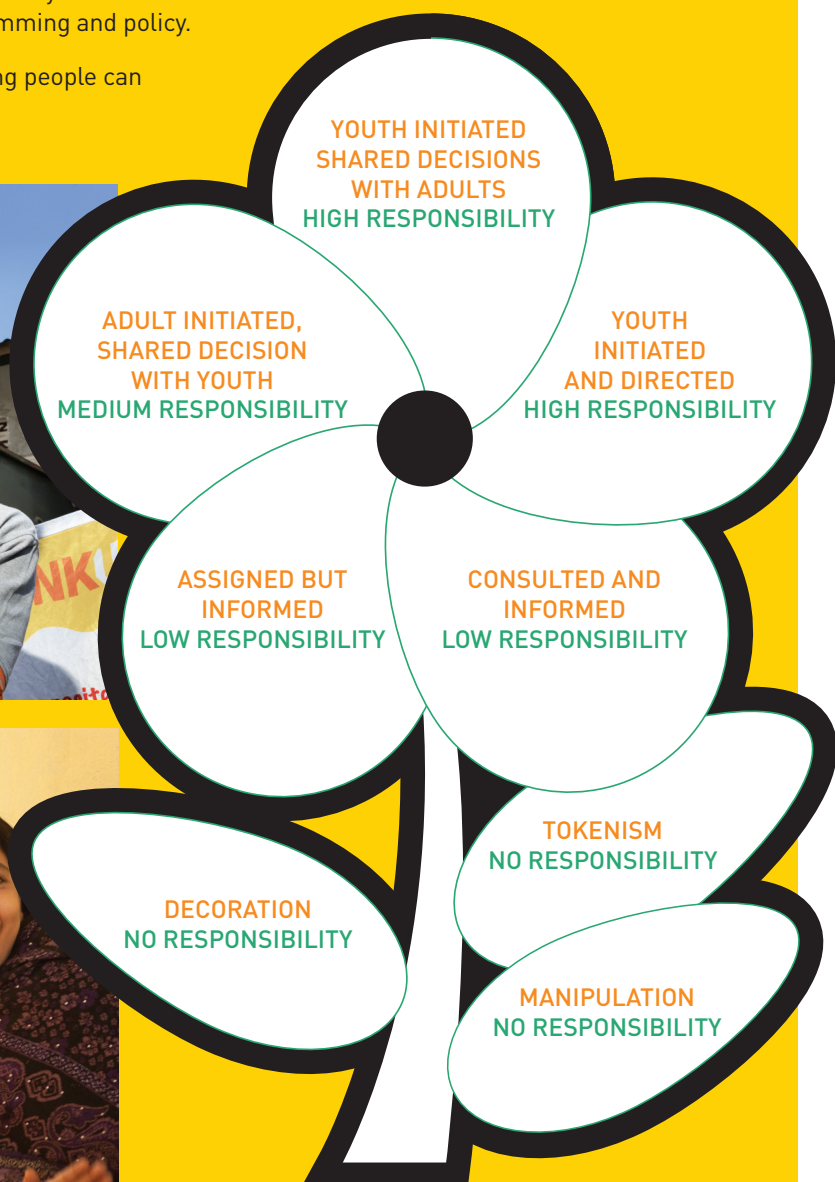 mming and policy.
ng people can
YOUTH INITIATED
SHARED DECISIONS
WITH ADULTS
HIGH RESPONSIBILITY
ADULT INITIATED,
SHARED DECISION
WITH YOUTH
MEDIUM RESPONSIBILITY
YOUTH
INITIATED
AND DIRECTED
HIGH RESPONSIBILITY
ASSIGNED BUT
INFORMED
LOW RESPONSIBILITY
CONSULTED AND
INFORMED
LOW RESPONSIBILITY
TOKENISM
NO RESPONSIBILITY
DECORATION
NO RESPONSIBILITY
MANIPULATION
NO RESPONSIBILITY